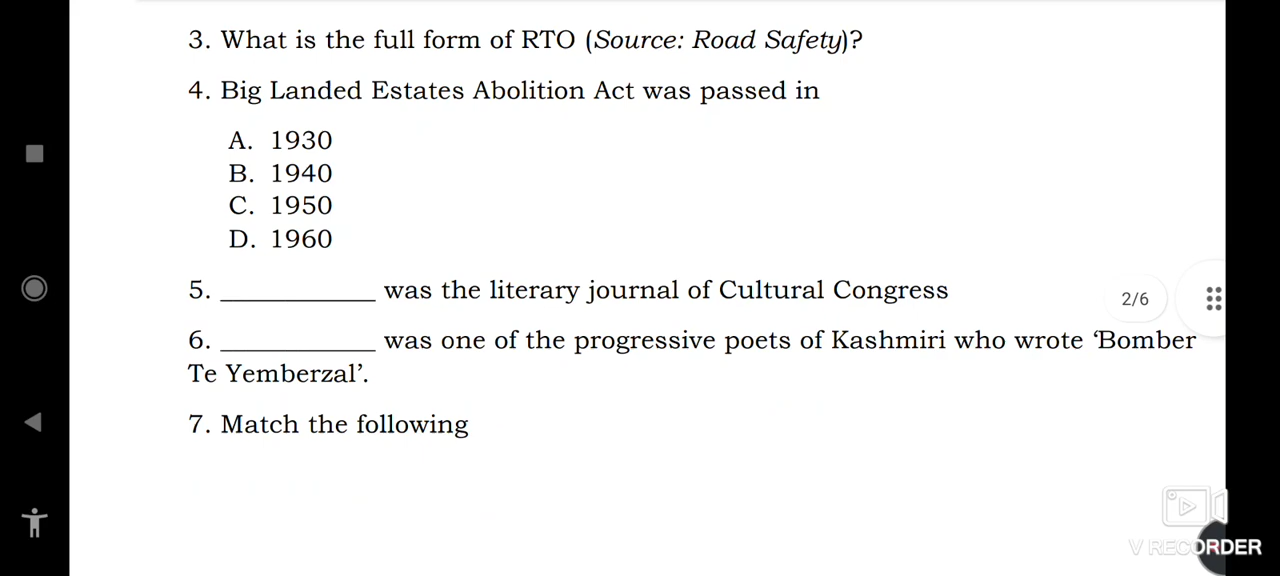 3. What is the full form of RTO (Source: Road Safety)?
4. Big Landed Estates Abolition Act was passed in
A. 1930
B. 1940
C. 1950
D. 1960
5. ____________ was the literary journal of Cultural Congress
6. ____________ was one of the progressive poets of Kashmiri who wrote ‘Bomber
Te Yemberzal’.
7. Match the following
2/6
V RECORDER